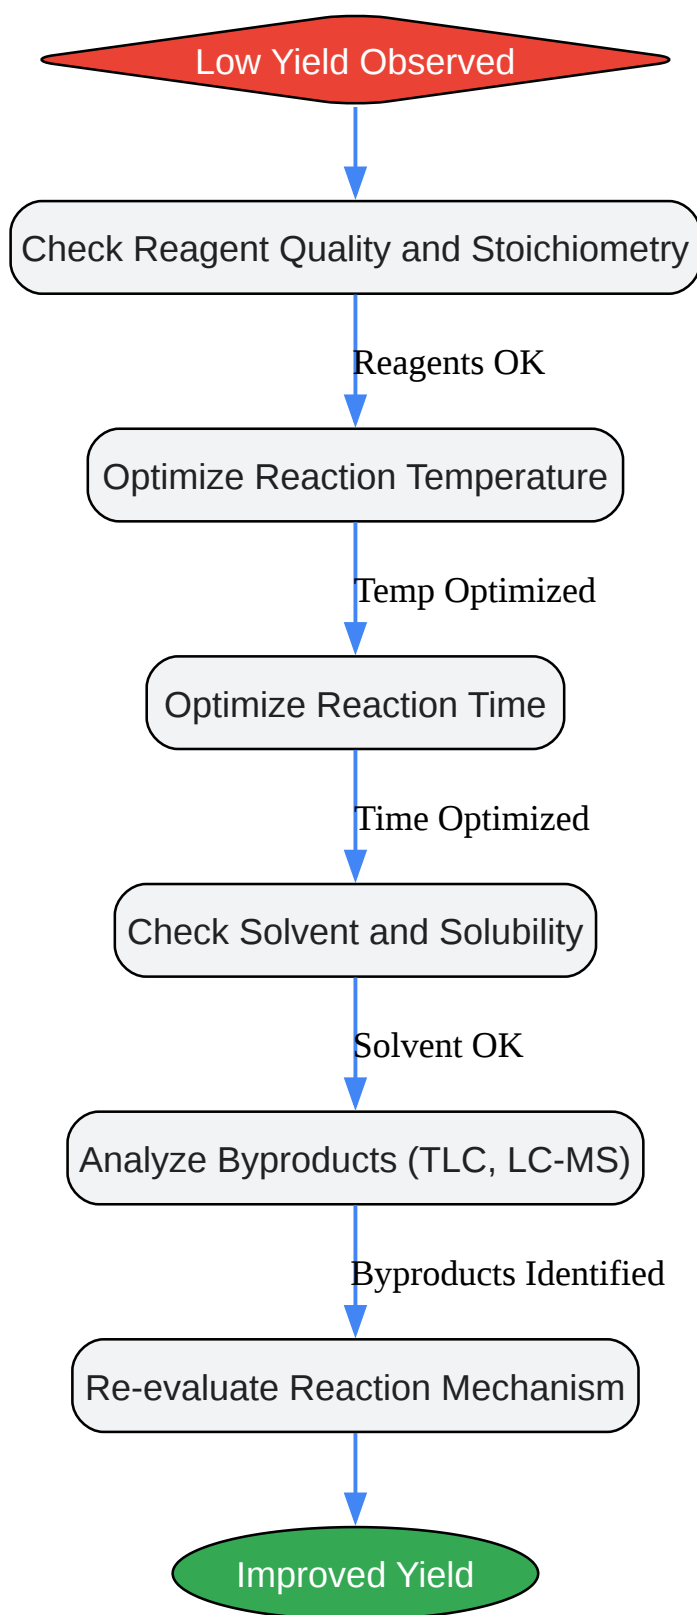 Low Yield Observed
Check Reagent Quality and Stoichiometry
Reagents OK
Optimize Reaction Temperature
Temp Optimized
Optimize Reaction Time
Time Optimized
Check Solvent and Solubility
Solvent OK
Analyze Byproducts (TLC, LC-MS)
Byproducts Identified
Re-evaluate Reaction Mechanism
Improved Yield